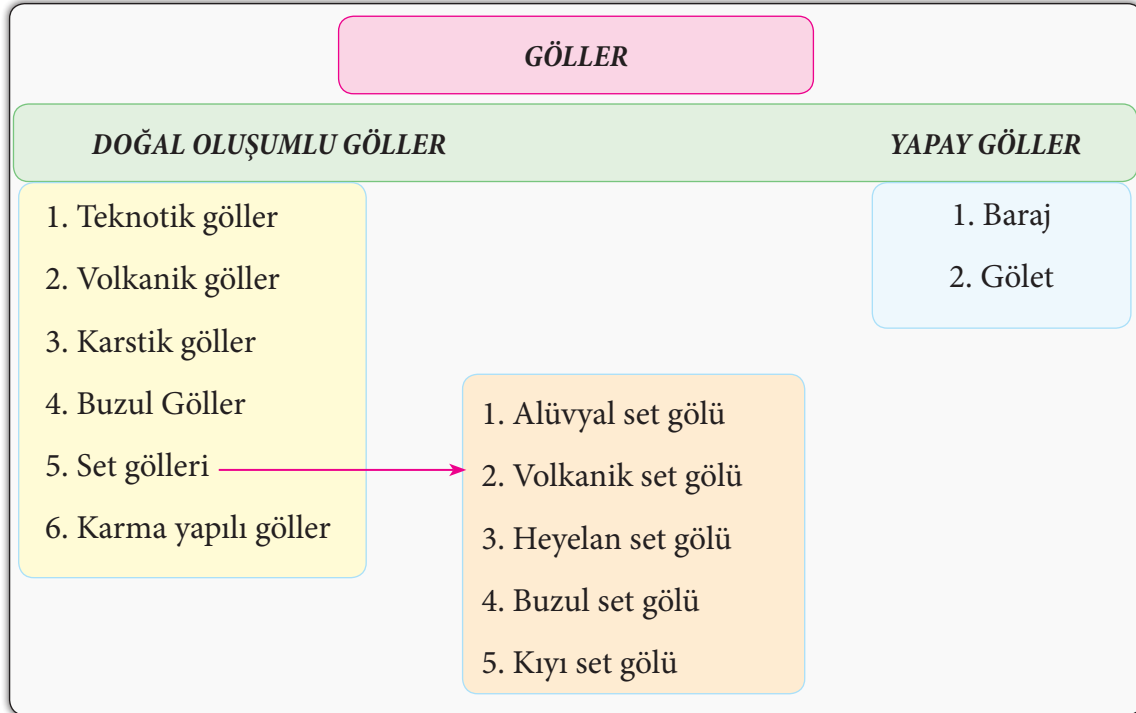 GÖLLER
DOĞAL OLUŞUMLU GÖLLER
YAPAY GÖLLER
1. Teknotik göller
2. Volkanik göller
3. Karstik göller
4. Buzul Göller
5. Set gölleri
6. Karma yapılı göller
1. Alüvyal set gölü
2. Volkanik set gölü
3. Heyelan set gölü
4. Buzul set gölü
5. Kıyı set gölü
1. Baraj
2. Gölet